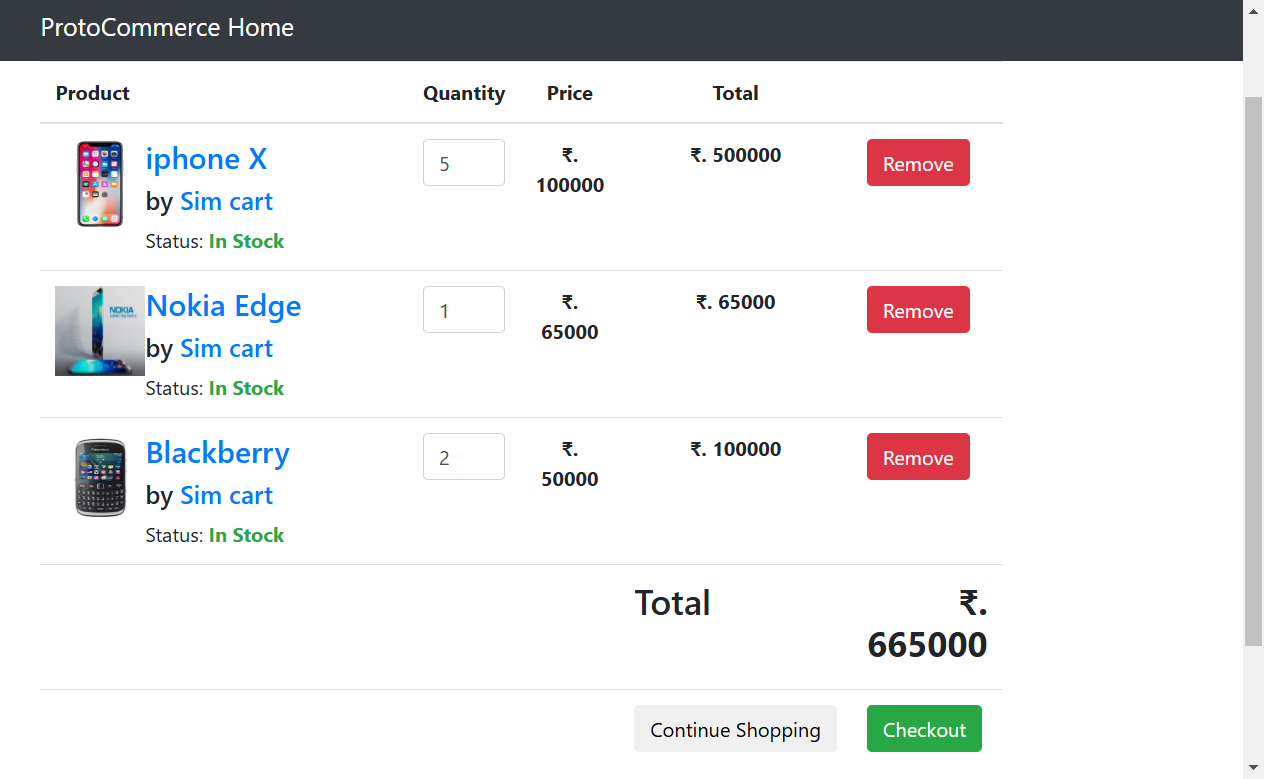 ProtoCommerce Home
Product Quantity Price Total
iphone X
by Sim cart
Status: In Stock
5
₹.
100000
₹. 500000
Remove
NOKIA
Nokia Edge
by Sim cart
Status: In Stock
1
₹.
65000
₹. 65000
Remove
Blackberry
by Sim cart
Status: In Stock
2
₹.
50000
₹. 100000
Remove
Total
₹.
665000
Continue Shopping
Checkout